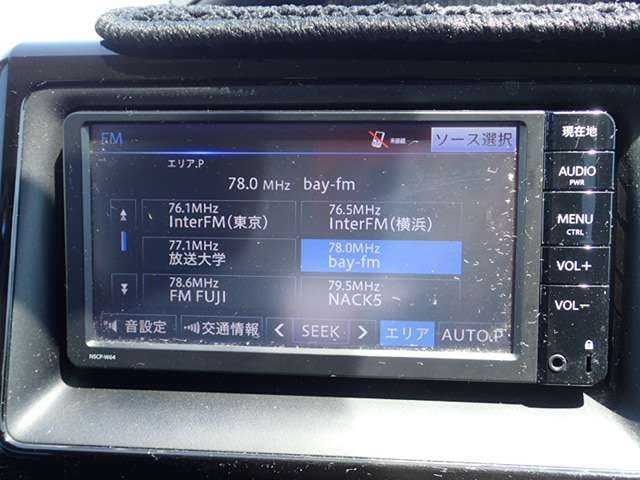 FM
未接続
ソース選択
エリア.P
78.0 MHz bay-fm
76.1MHz
InterFM(東京)
76.5MHz
InterFM(横浜)
77.1MHz
放送大学
78.0MHz
bay-fm
78.6MHz
FM FUJI
79.5MHz
NACK5
音設定
交通情報
< SEEK >
エリア
AUTO.P
NSCP-W64
現在地
AUDIO
PWR
MENU
CTRL
VOL+
VOL−